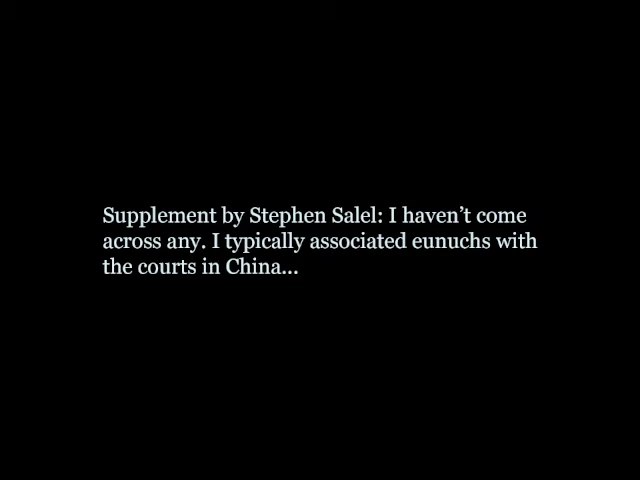 Supplement by Stephen Salel: I haven’t come
across any. I typically associated eunuchs with
the courts in China...